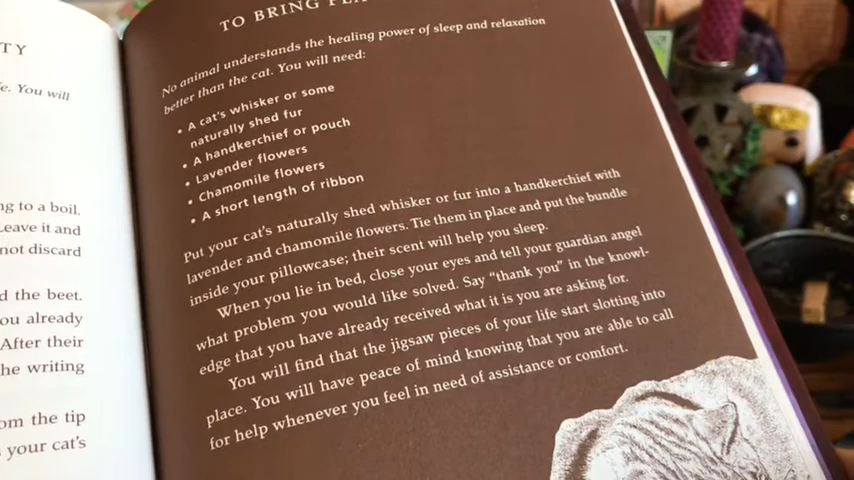 TY
e. You will
ng to a boil.
Leave it and
not discard
d the beet.
ou already
After their
he writing
om the tip
s your cat's
TO BRING
No animal understands the healing power of sleep and relaxation
better than the cat. You will need:
• A cat's whisker or some
naturally shed fur
• A handkerchief or pouch
• Lavender flowers
• Chamomile flowers
• A short length of ribbon
Put your cat's naturally shed whisker or fur into a handkerchief with
lavender and chamomile flowers. Tie them in place and put the bundle
inside your pillowcase; their scent will help you sleep.
When you lie in bed, close your eyes and tell your guardian angel
what problem you would like solved. Say "thank you" in the knowl-
edge that you have already received what it is you are asking for.
You will find that the jigsaw pieces of your life start slotting into
place. You will have peace of mind knowing that you are able to call
for help whenever you feel in need of assistance or comfort.